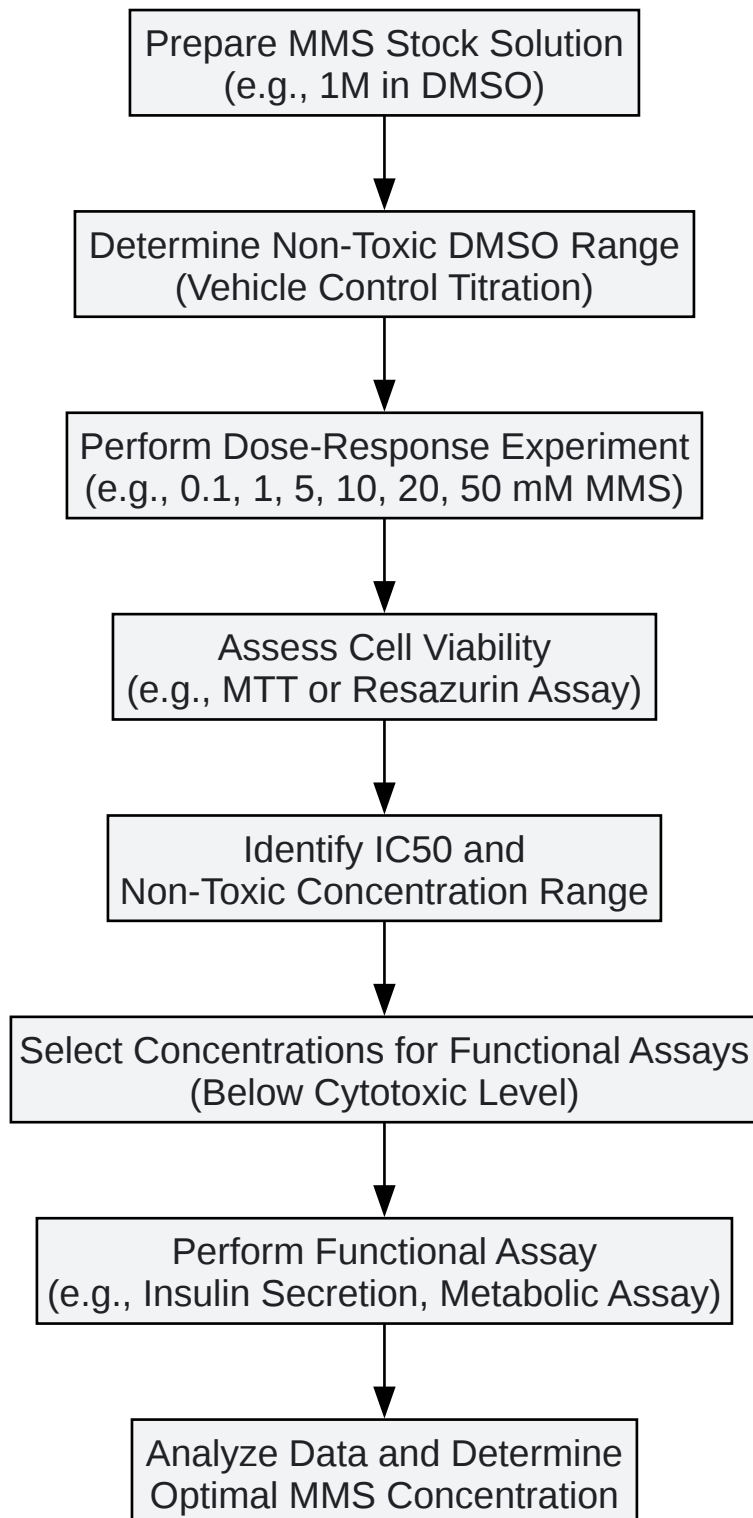 Prepare MMS Stock Solution
(e.g., 1M in DMSO)
Determine Non-Toxic DMSO Range
(Vehicle Control Titration)
Perform Dose-Response Experiment
(e.g., 0.1, 1, 5, 10, 20, 50 mM MMS)
Assess Cell Viability
(e.g., MTT or Resazurin Assay)
Identify IC50 and
Non-Toxic Concentration Range
Select Concentrations for Functional Assays
(Below Cytotoxic Level)
Perform Functional Assay
(e.g., Insulin Secretion, Metabolic Assay)
Analyze Data and Determine
Optimal MMS Concentration